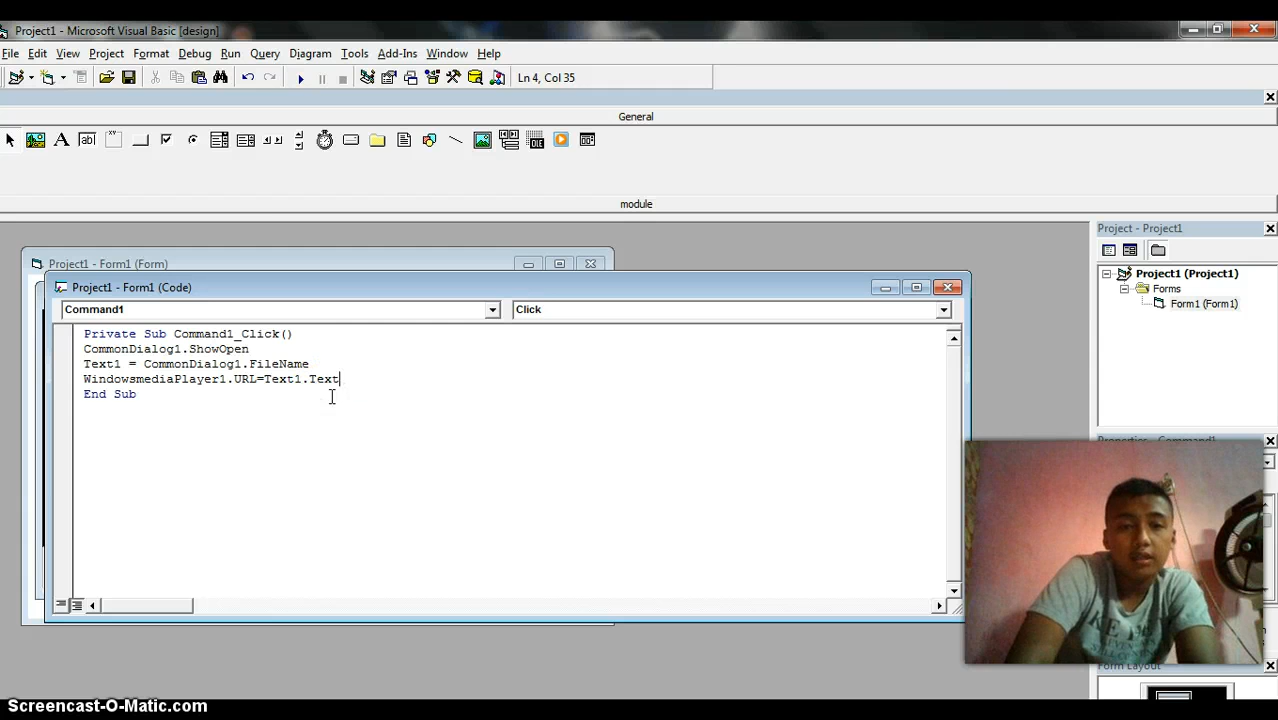 Project1 - Microsoft Visual Basic [design]
File Edit View Project Format Debug Run Query Diagram Tools Add-Ins Window Help
Ln 4, Col 35
General
module
Project - Project1
Project1 (Project1)
Forms
Form1 (Form1)
Project1 - Form1 (Form)
Project1 - Form1 (Code)
Command1 Click
Private Sub Command1_Click()
CommonDialog1.ShowOpen
Text1 = CommonDialog1.FileName
WindowsmediaPlayer1.URL=Text1.Text
End Sub
Properties - Command1
Form Layout
Screencast-O-Matic.com